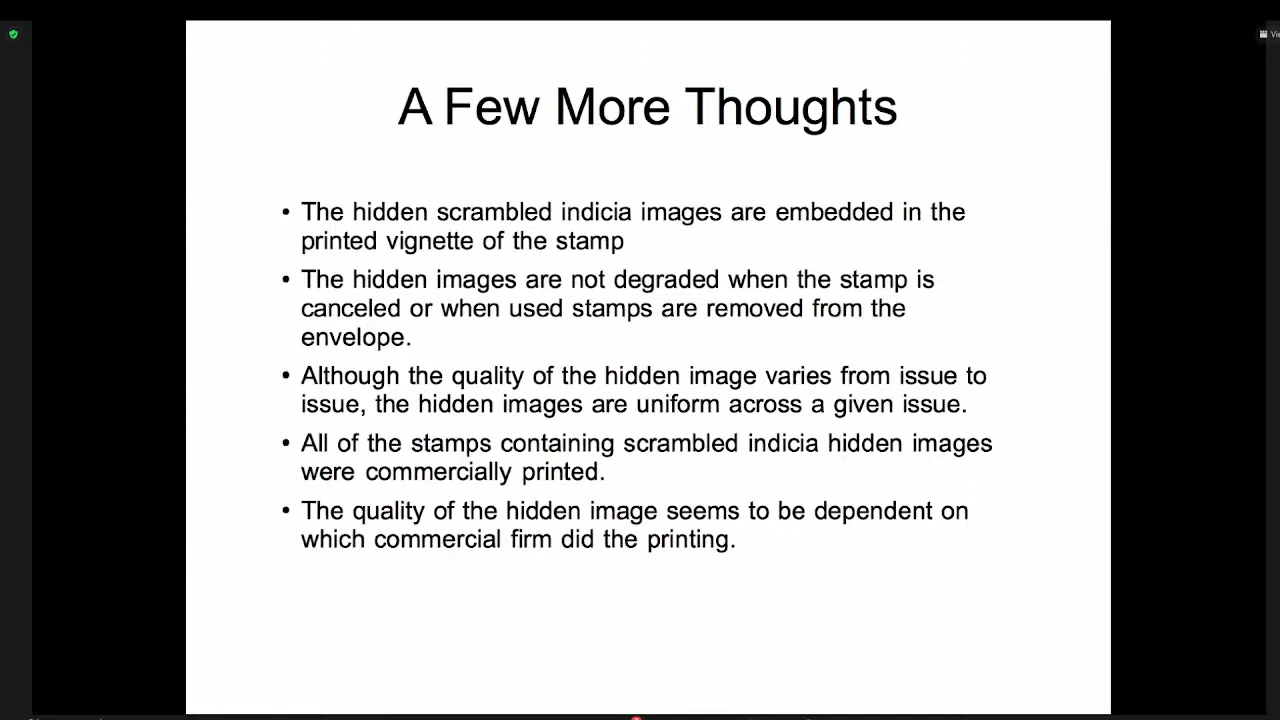 A Few More Thoughts
• The hidden scrambled indicia images are embedded in the
printed vignette of the stamp
• The hidden images are not degraded when the stamp is
canceled or when used stamps are removed from the
envelope.
• Although the quality of the hidden image varies from issue to
issue, the hidden images are uniform across a given issue.
• All of the stamps containing scrambled indicia hidden images
were commercially printed.
• The quality of the hidden image seems to be dependent on
which commercial firm did the printing.